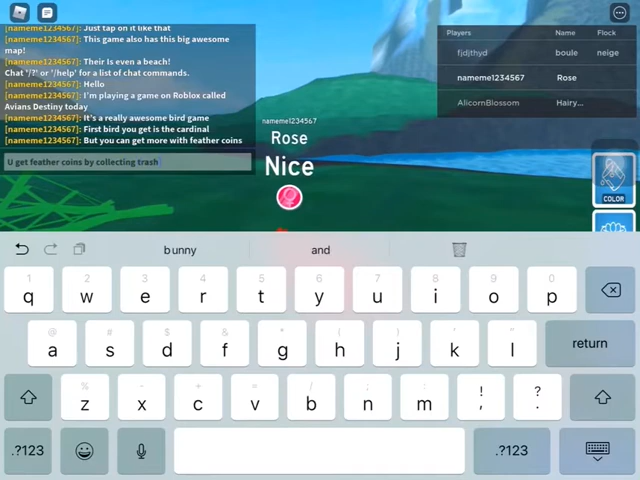 [nameme1234567]: Just tap on it like that
[nameme1234567]: This game also has this big awesome
map!
[nameme1234567]: Their Is even a beach!
Chat '/?' or '/help' for a list of chat commands.
[nameme1234567]: Hello
[nameme1234567]: I'm playing a game on Roblox called
Avians Destiny today
[nameme1234567]: It's a really awesome bird game
[nameme1234567]: First bird you get is the cardinal
[nameme1234567]: But you can get more with feather coins
U get feather coins by collecting trash
Players Name Flock
fjdjthyd boule neige
nameme1234567 Rose
AlicornBlossom Hairy...
nameme1234567
Rose
Nice
COLOR
bunny and
1 2 3 4 5 6 7 8 9 0
q w e r t y u i o p
@ # $ & * ( ) ' "
a s d f g h j k l return
% - + = / ; : ! ?
z x c v b n m , .
.?123 .?123